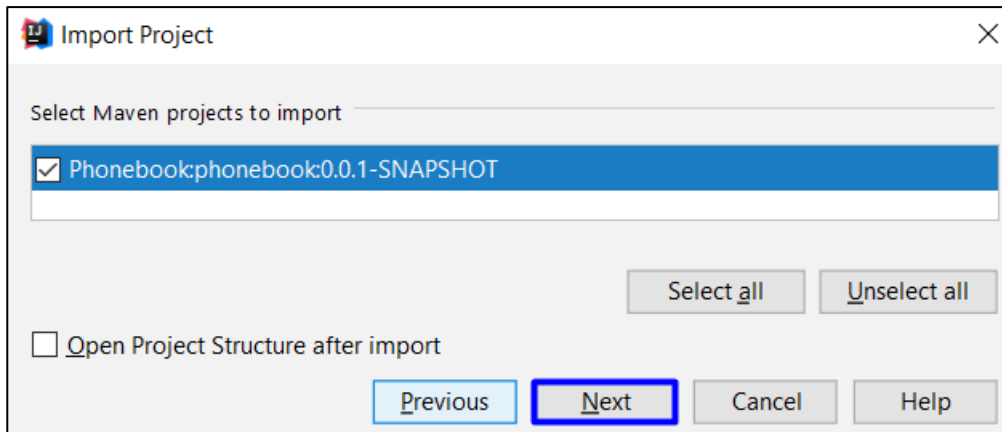 Import Project
Select Maven projects to import
Phonebook:phonebook:0.0.1-SNAPSHOT
Select all Unselect all
Open Project Structure after import
Previous Next Cancel Help